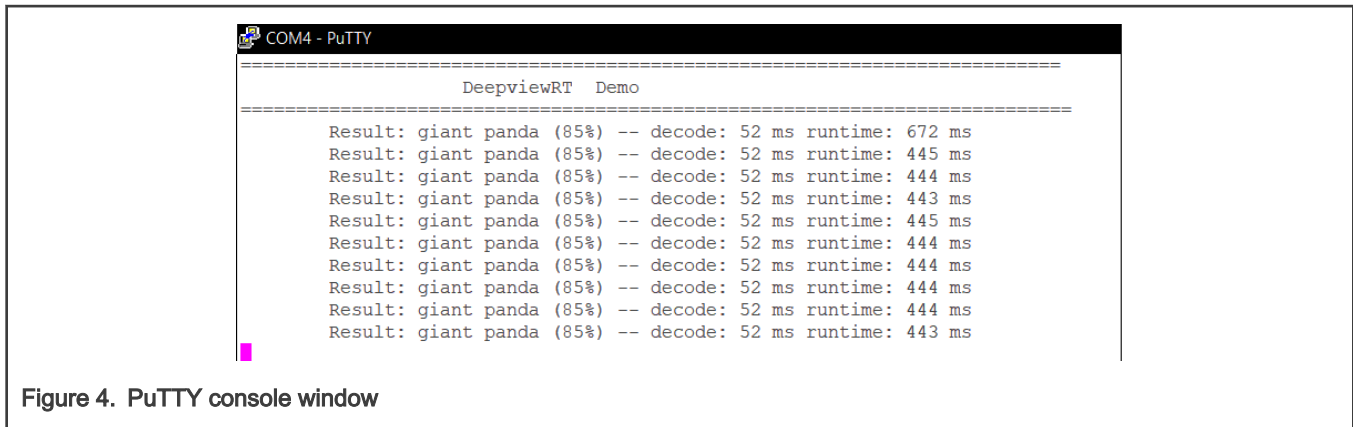 COM4 - PuTTY
==========================================================================
DeepviewRT  Demo
===========================================================================
Result: giant panda (85%) -- decode: 52 ms runtime: 672 ms
Result: giant panda (85%) -- decode: 52 ms runtime: 445 ms
Result: giant panda (85%) -- decode: 52 ms runtime: 444 ms
Result: giant panda (85%) -- decode: 52 ms runtime: 443 ms
Result: giant panda (85%) -- decode: 52 ms runtime: 445 ms
Result: giant panda (85%) -- decode: 52 ms runtime: 444 ms
Result: giant panda (85%) -- decode: 52 ms runtime: 444 ms
Result: giant panda (85%) -- decode: 52 ms runtime: 444 ms
Result: giant panda (85%) -- decode: 52 ms runtime: 444 ms
Result: giant panda (85%) -- decode: 52 ms runtime: 443 ms
Figure 4. PuTTY console window